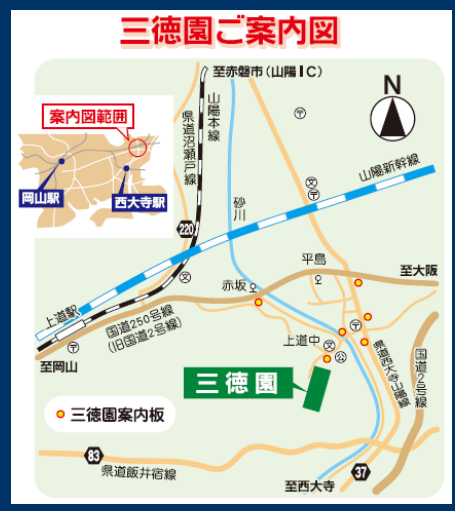 三徳園ご案内図
至赤磐市(山陽IC)
案内図範囲
岡山駅
西大寺駅
県道沼瀬戸線
山陽本線
N
山陽新幹線
砂川
220
文
文
平島
至大阪
赤坂
上道駅
国道250号線
(旧国道2号線)
至岡山
上道中
文
公
三徳園
県道西大寺山陽線
国道2号線
三徳園案内板
83
県道飯井宿線
37
至西大寺